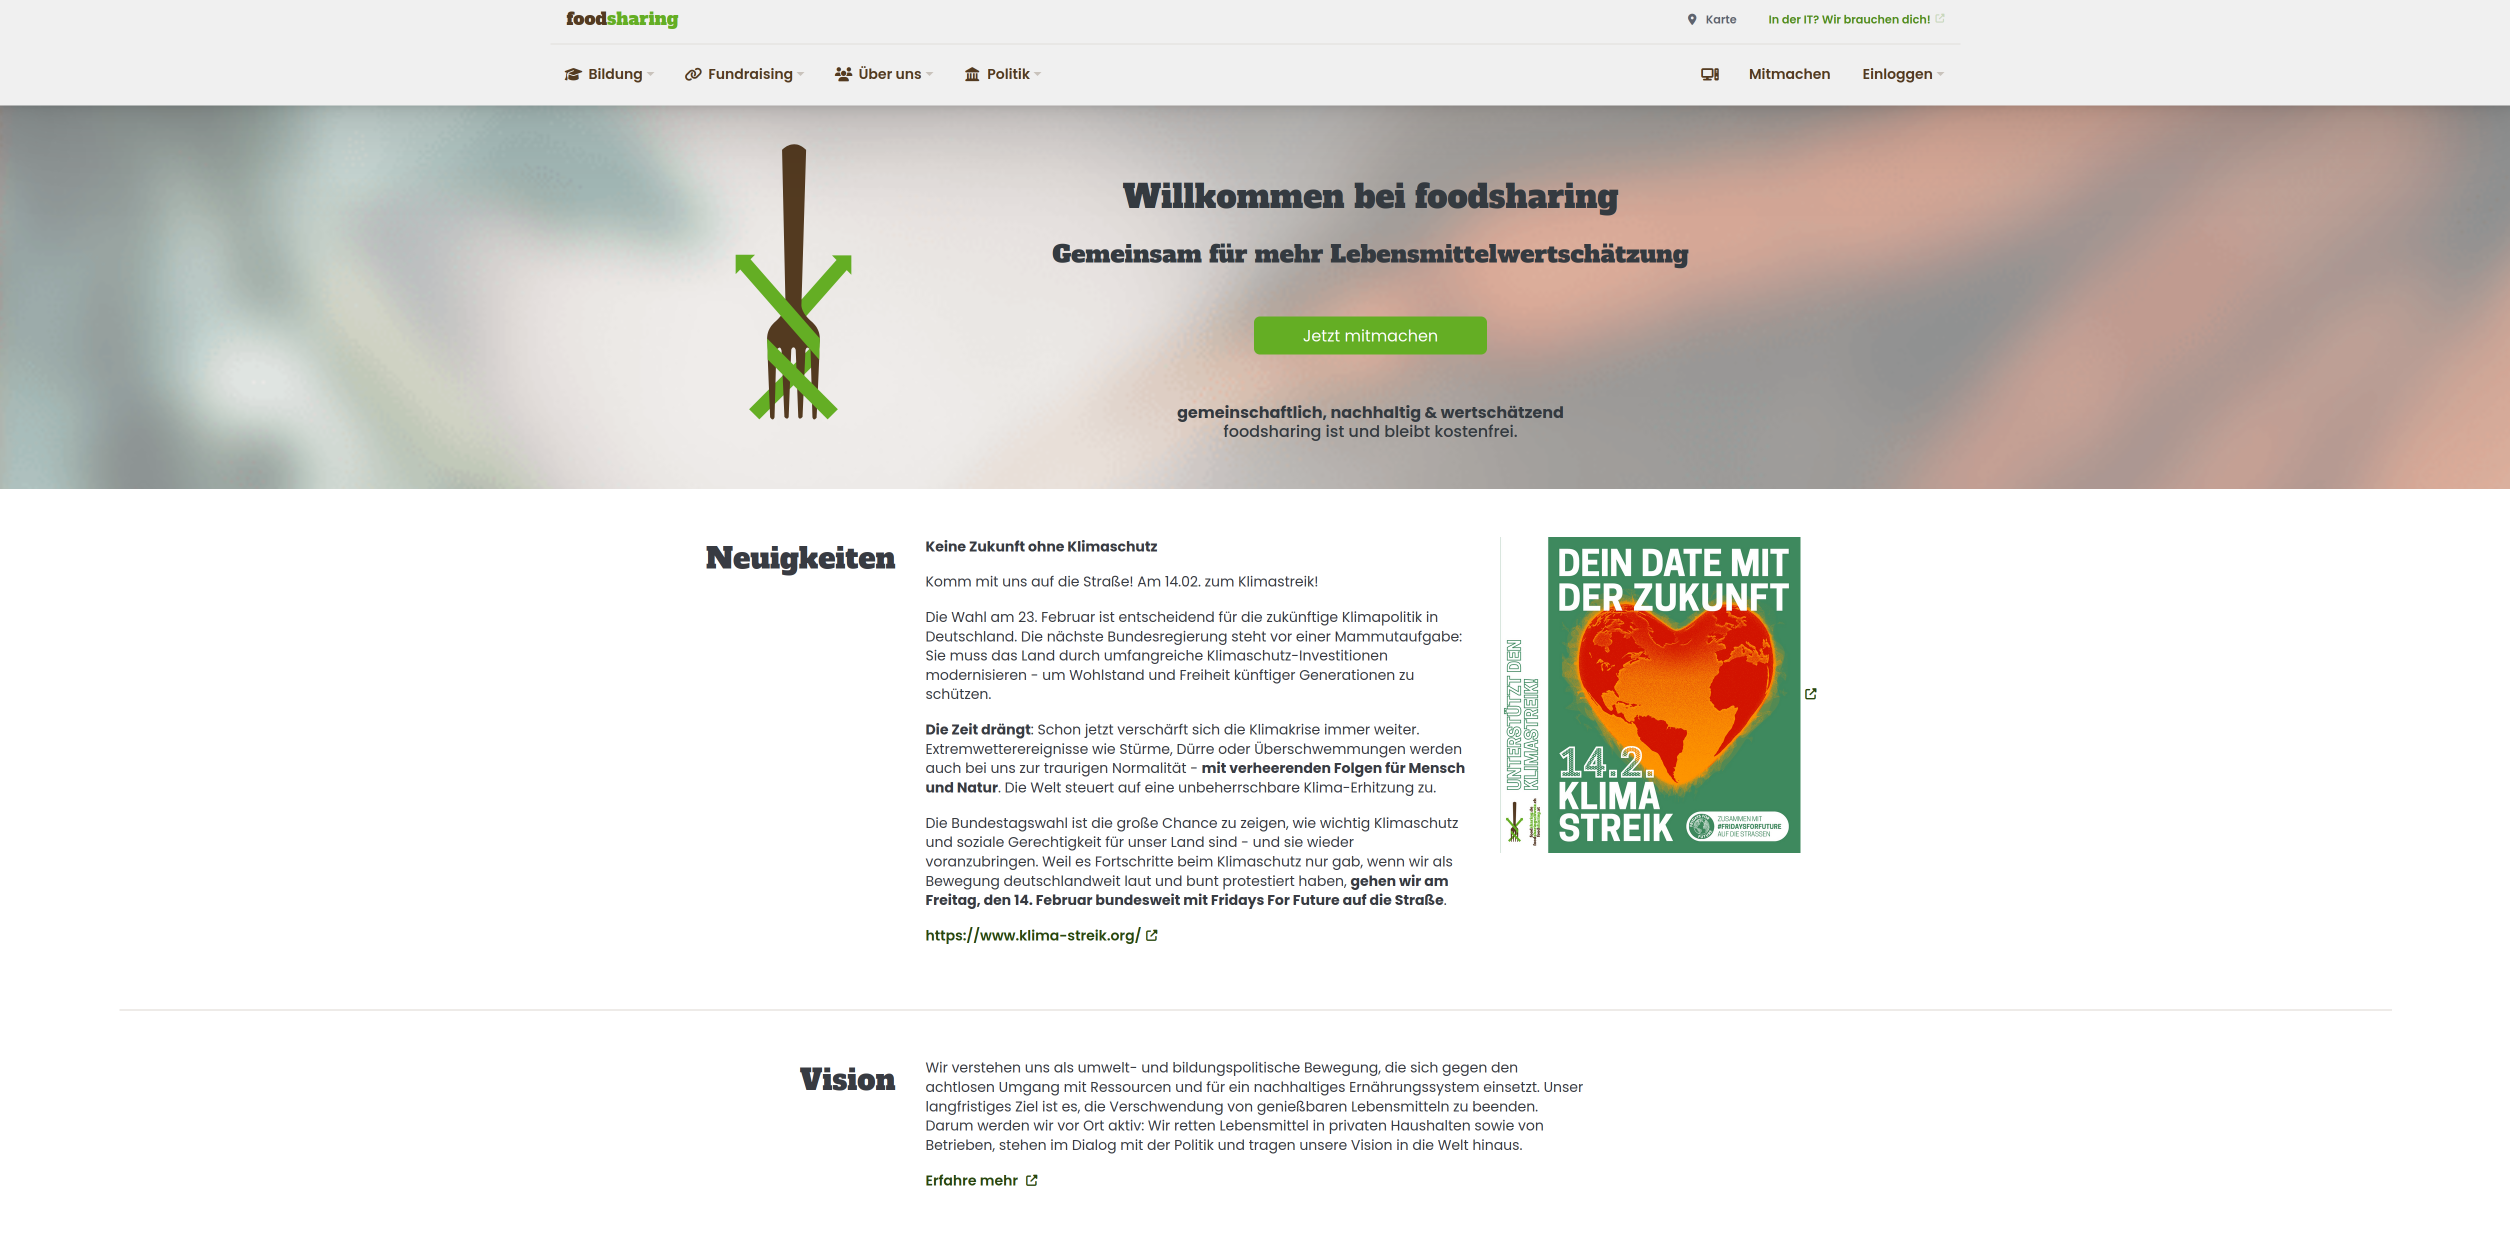 foodsharing
Karte
In der IT? Wir brauchen dich!
Bildung
Fundraising
Über uns
Politik
Mitmachen
Einloggen
Willkommen bei foodsharing
Gemeinsam für mehr Lebensmittelwertschätzung
Jetzt mitmachen
gemeinschaftlich, nachhaltig & wertschätzend
foodsharing ist und bleibt kostenfrei.
Neuigkeiten
Keine Zukunft ohne Klimaschutz
Komm mit uns auf die Straße! Am 14.02. zum Klimastreik!
Die Wahl am 23. Februar ist entscheidend für die zukünftige Klimapolitik in
Deutschland. Die nächste Bundesregierung steht vor einer Mammutaufgabe:
Sie muss das Land durch umfangreiche Klimaschutz-Investitionen
modernisieren - um Wohlstand und Freiheit künftiger Generationen zu
schützen.
Die Zeit drängt: Schon jetzt verschärft sich die Klimakrise immer weiter.
Extremwetterereignisse wie Stürme, Dürre oder Überschwemmungen werden
auch bei uns zur traurigen Normalität - mit verheerenden Folgen für Mensch
und Natur. Die Welt steuert auf eine unbeherrschbare Klima-Erhitzung zu.
Die Bundestagswahl ist die große Chance zu zeigen, wie wichtig Klimaschutz
und soziale Gerechtigkeit für unser Land sind - und sie wieder
voranzubringen. Weil es Fortschritte beim Klimaschutz nur gab, wenn wir als
Bewegung deutschlandweit laut und bunt protestiert haben, gehen wir am
Freitag, den 14. Februar bundesweit mit Fridays For Future auf die Straße.
https://www.klima-streik.org/
UNTERSTÜTZT DEN
KLIMASTREIK!
DEIN DATE MIT
DER ZUKUNFT
14.2.
KLIMA
STREIK
ZUSAMMEN MIT
#FRIDAYSFORFUTURE
AUF DIE STRASSEN
Vision
Wir verstehen uns als umwelt- und bildungspolitische Bewegung, die sich gegen den
achtlosen Umgang mit Ressourcen und für ein nachhaltiges Ernährungssystem einsetzt. Unser
langfristiges Ziel ist es, die Verschwendung von genießbaren Lebensmitteln zu beenden.
Darum werden wir vor Ort aktiv: Wir retten Lebensmittel in privaten Haushalten sowie von
Betrieben, stehen im Dialog mit der Politik und tragen unsere Vision in die Welt hinaus.
Erfahre mehr